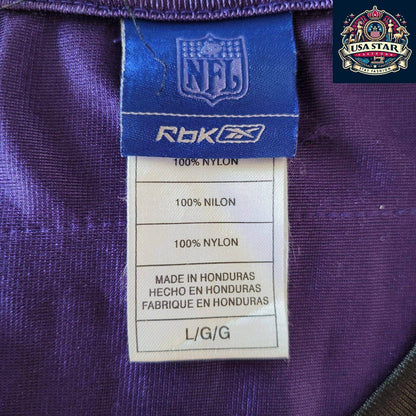 USA STAR
NFL
Rbk
100% NYLON
100% NILON
100% NYLON
MADE IN HONDURAS
HECHO EN HONDURAS
FABRIQUE EN HONDURAS
L/G/G